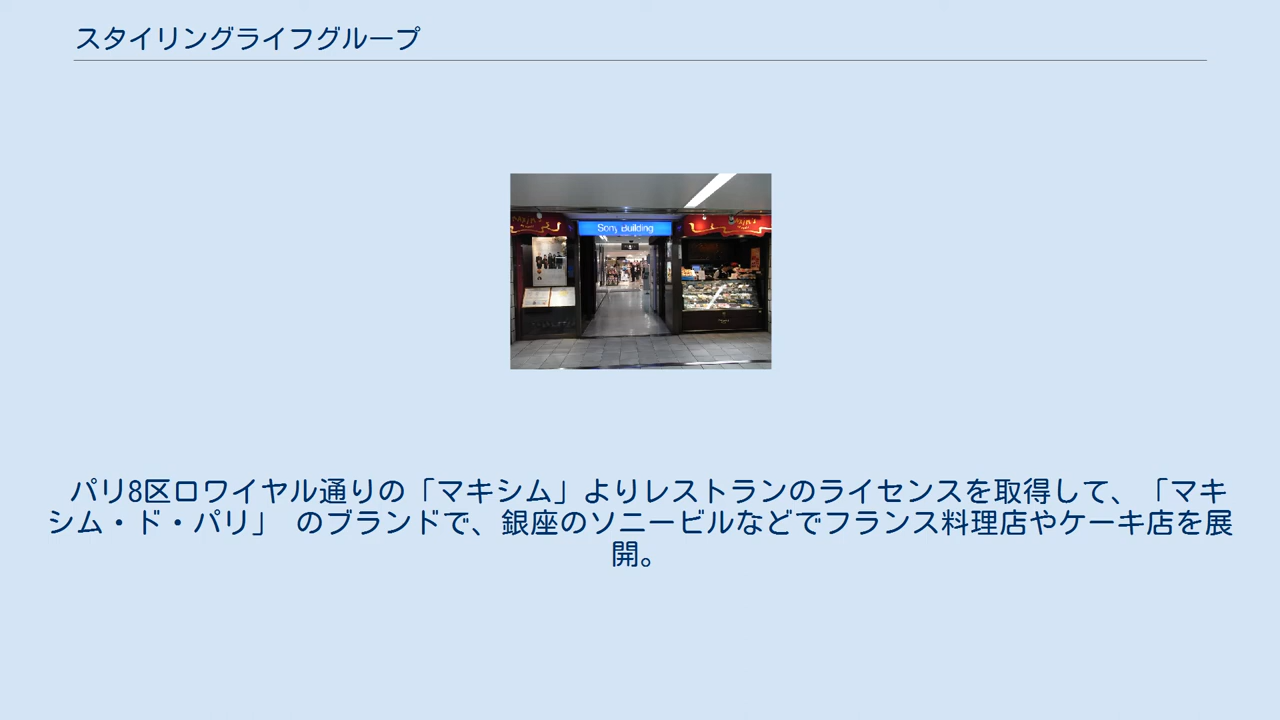 スタイリングライフグループ
Sony Building
パリ8区ロワイヤル通りの「マキシム」よりレストランのライセンスを取得して、「マキ
シム・ド・パリ」 のブランドで、銀座のソニービルなどでフランス料理店やケーキ店を展
開。